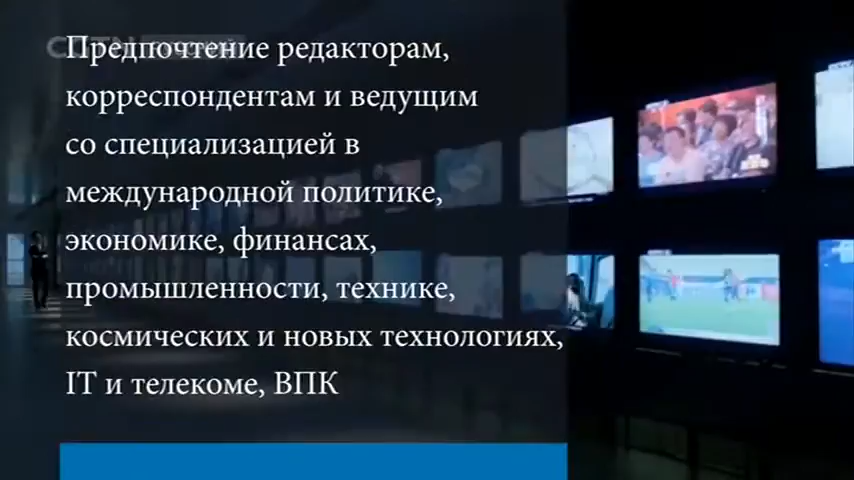 Предпочтение редакторам,
корреспондентам и ведущим
со специализацией в
международной политике,
экономике, финансах,
промышленности, технике,
космических и новых технологиях,
IT и телекоме, ВПК